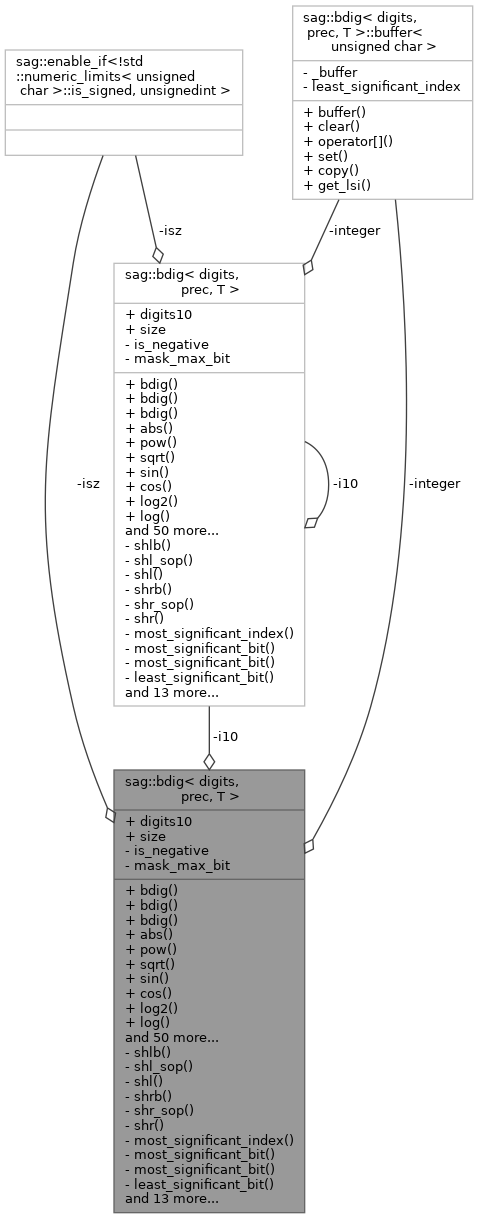 sag::bdig< digits,
prec, T >::buffer<
unsigned char >
- _buffer
- least_significant_index
+ buffer()
+ clear()
+ operator[]()
+ set()
+ copy()
+ get_lsi()
sag::enable_if<!std
::numeric_limits< unsigned
char >::is_signed, unsignedint >
-isz
-integer
sag::bdig< digits,
prec, T >
+ digits10
+ size
- is_negative
- mask_max_bit
+ bdig()
+ bdig()
+ bdig()
+ abs()
+ pow()
+ sqrt()
+ sin()
+ cos()
+ log2()
+ log()
and 50 more...
- shlb()
- shl_sop()
- shl()
- shrb()
- shr_sop()
- shr()
- most_significant_index()
- most_significant_bit()
- most_significant_bit()
- least_significant_bit()
and 13 more...
-isz
-i10
-integer
-i10
sag::bdig< digits,
prec, T >
+ digits10
+ size
- is_negative
- mask_max_bit
+ bdig()
+ bdig()
+ bdig()
+ abs()
+ pow()
+ sqrt()
+ sin()
+ cos()
+ log2()
+ log()
and 50 more...
- shlb()
- shl_sop()
- shl()
- shrb()
- shr_sop()
- shr()
- most_significant_index()
- most_significant_bit()
- most_significant_bit()
- least_significant_bit()
and 13 more...